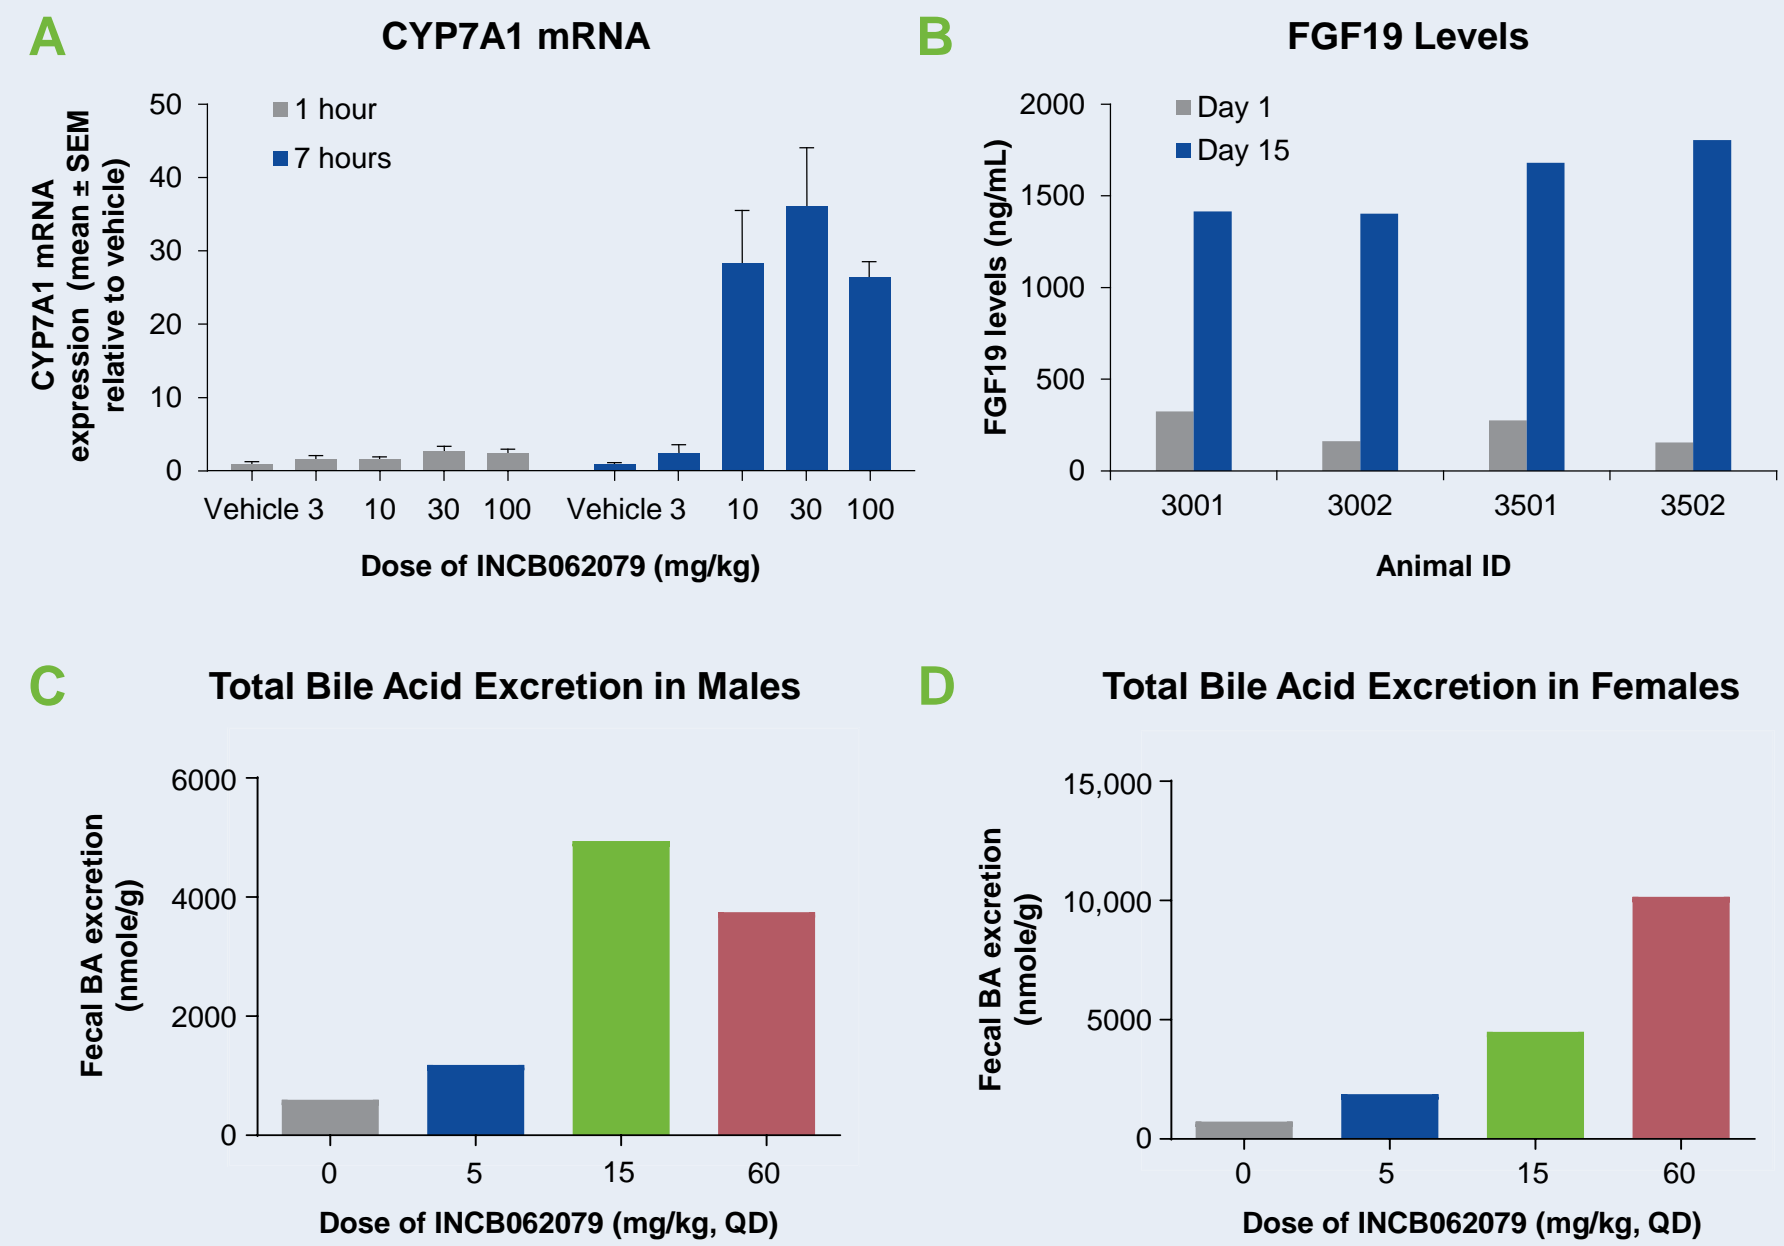 A
CYP7A1 mRNA
CYP7A1 mRNA
expression (mean ± SEM
relative to vehicle)
50
40
30
20
10
0
1 hour
7 hours
Vehicle 3 10 30 100 Vehicle 3 10 30 100
Dose of INCB062079 (mg/kg)
B
FGF19 Levels
FGF19 levels (ng/mL)
2000
1500
1000
500
0
Day 1
Day 15
3001 3002 3501 3502
Animal ID
C
Total Bile Acid Excretion in Males
Fecal BA excretion
(nmole/g)
6000
4000
2000
0
0 5 15 60
Dose of INCB062079 (mg/kg, QD)
D
Total Bile Acid Excretion in Females
Fecal BA excretion
(nmole/g)
15,000
10,000
5000
0
0 5 15 60
Dose of INCB062079 (mg/kg, QD)